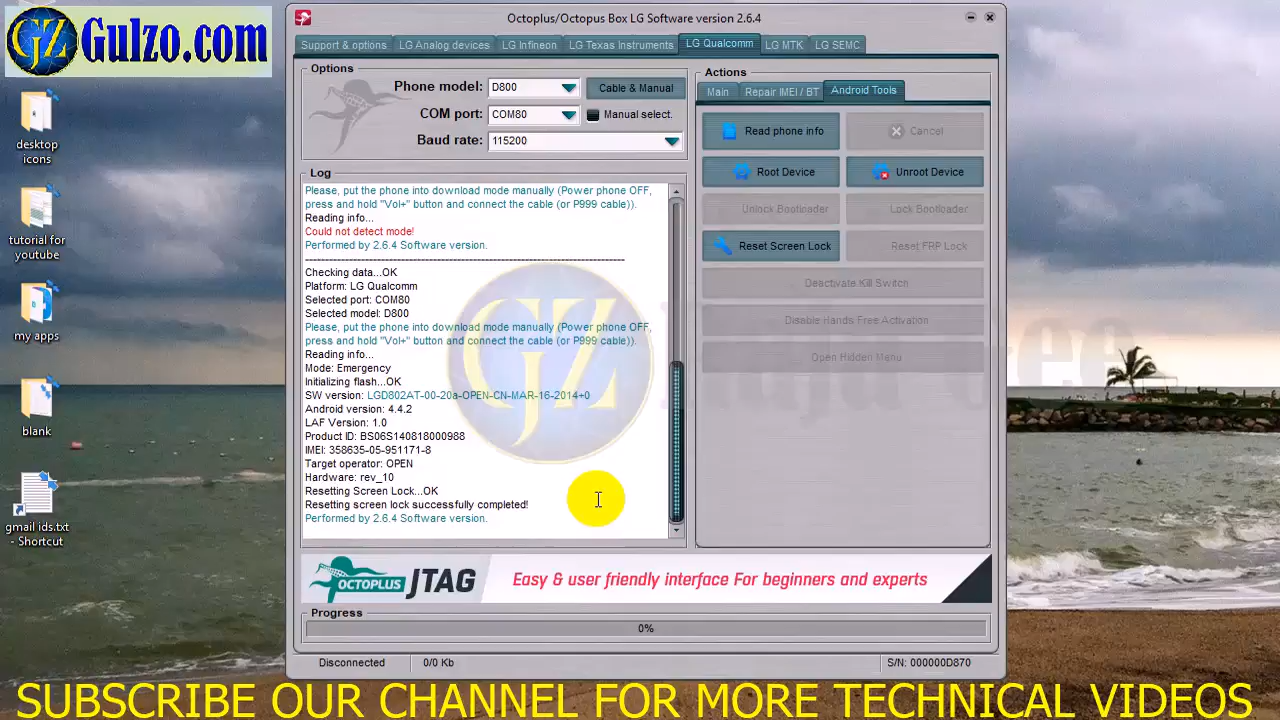 GZ Gulzo.com
desktop
icons
tutorial for
youtube
my apps
blank
gmail ids.txt
- Shortcut
Octoplus/Octopus Box LG Software version 2.6.4
Support & options
LG Analog devices
LG Infineon
LG Texas Instruments
LG Qualcomm
LG MTK
LG SEMC
Options
Phone model: D800
Cable & Manual
COM port: COM80
Manual select.
Baud rate: 115200
Log
Please, put the phone into download mode manually (Power phone OFF,
press and hold "Vol+" button and connect the cable (or P999 cable)).
Reading info...
Could not detect mode!
Performed by 2.6.4 Software version.
Checking data...OK
Platform: LG Qualcomm
Selected port: COM80
Selected model: D800
Please, put the phone into download mode manually (Power phone OFF,
press and hold "Vol+" button and connect the cable (or P999 cable)).
Reading info...
Mode: Emergency
Initializing flash...OK
SW version: LGD802AT-00-20a-OPEN-CN-MAR-16-2014+0
Android version: 4.4.2
LAF Version: 1.0
Product ID: BS06S140818000988
IMEI: 358635-05-951171-8
Target operator: OPEN
Hardware: rev_10
Resetting Screen Lock...OK
Resetting screen lock successfully completed!
Performed by 2.6.4 Software version.
GZ
Actions
Main
Repair IMEI / BT
Android Tools
Read phone info
Cancel
Root Device
Unroot Device
Unlock Bootloader
Lock Bootloader
Reset Screen Lock
Reset FRP Lock
Deactivate Kill Switch
Disable Hands Free Activation
Open Hidden Menu
OCTOPLUS JTAG
Easy & user friendly interface For beginners and experts
Progress
0%
Disconnected
0/0 Kb
S/N: 000000D870
SUBSCRIBE OUR CHANNEL FOR MORE TECHNICAL VIDEOS